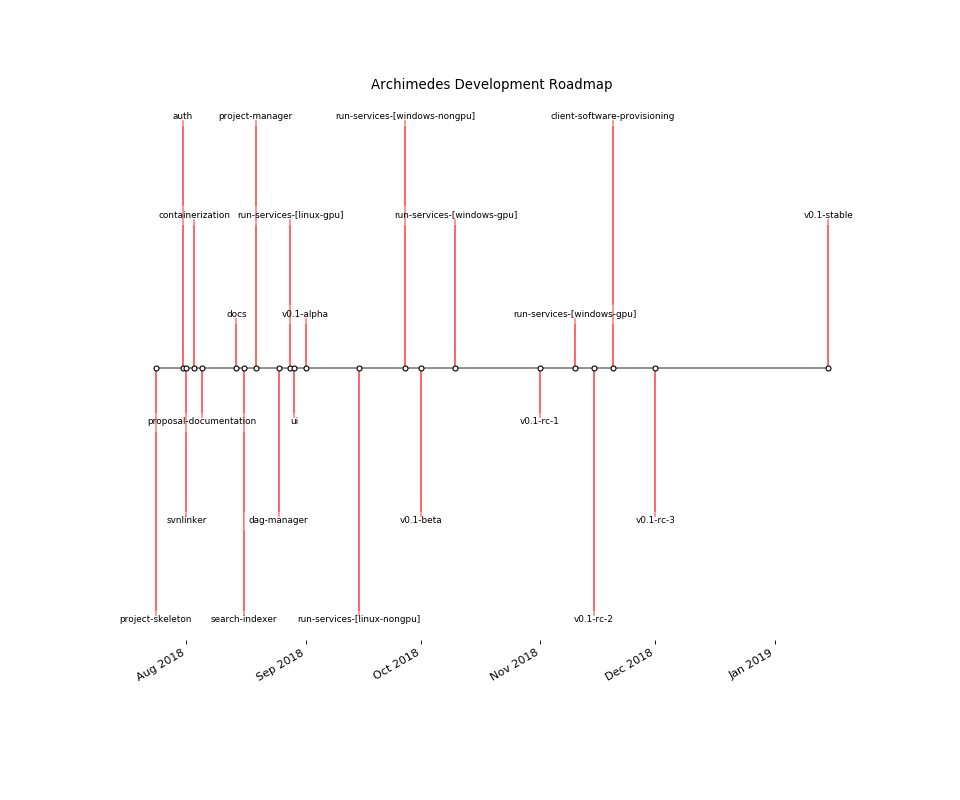 Archimedes Development Roadmap
auth
project-manager
run-services-[windows-nongpu]
client-software-provisioning
containerization
run-services-[linux-gpu]
run-services-[windows-gpu]
v0.1-stable
docs
v0.1-alpha
run-services-[windows-gpu]
proposal-documentation
ui
v0.1-rc-1
svnlinker
dag-manager
v0.1-beta
v0.1-rc-3
project-skeleton
search-indexer
run-services-[linux-nongpu]
v0.1-rc-2
Aug 2018
Sep 2018
Oct 2018
Nov 2018
Dec 2018
Jan 2019